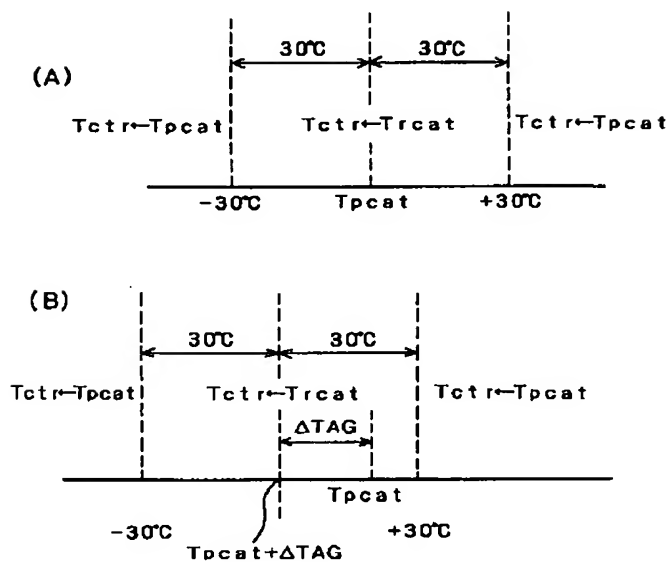 (A)
30℃ 30℃
Tctr←Tpcat Tctr←Trcat Tctr←Tpcat
-30℃ Tpcat +30℃
(B)
30℃ 30℃
Tctr←Tpcat Tctr←Trcat Tctr←Tpcat
ΔTAG
Tpcat
-30℃ +30℃
Tpcat+ΔTAG